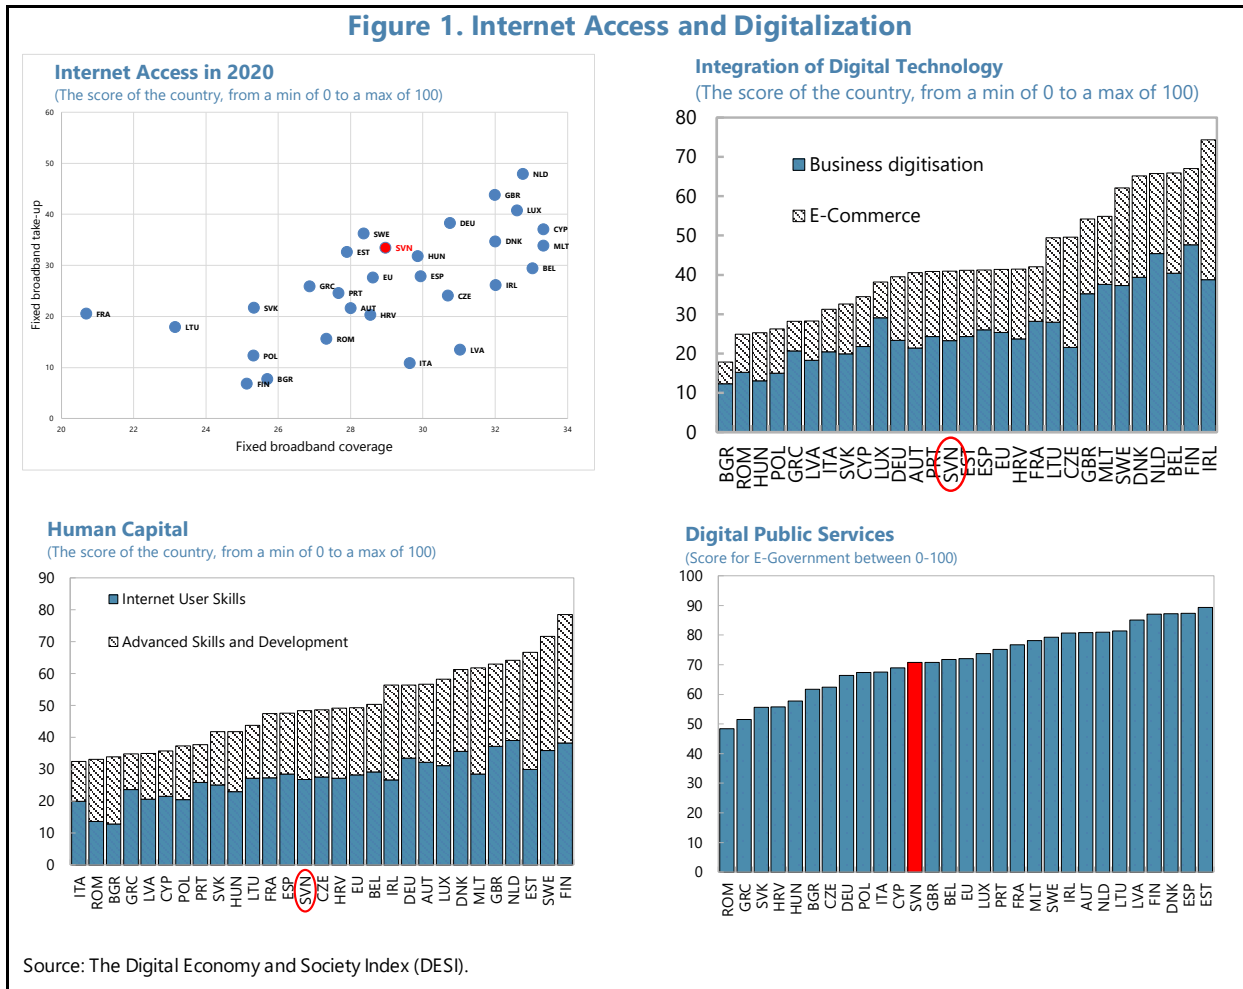 Figure 1. Internet Access and Digitalization
Internet Access in 2020
(The score of the country, from a min of 0 to a max of 100)
60
50
40
30
20
10
0
Fixed broadband take-up
NLD
GBR
LUX
DEU
CYP
SWE
DNK
MLT
SVN
EST
HUN
BEL
EU
ESP
GRC
IRL
PRT
CZE
SVK
AUT
HRV
FRA
LTU
ROM
LVA
POL
ITA
FIN
BGR
20 22 24 26 28 30 32 34
Fixed broadband coverage
Integration of Digital Technology
(The score of the country, from a min of 0 to a max of 100)
80
70
60
50
40
30
20
10
0
Business digitisation
E-Commerce
BGR ROM HUN POL GRC LVA ITA SVK CYP LUX DEU AUT PRT SVN EST ESP EU HRV FRA LTU CZE GBR MLT SWE DNK NLD BEL FIN IRL
Human Capital
(The score of the country, from a min of 0 to a max of 100)
90
80
70
60
50
40
30
20
10
0
Internet User Skills
Advanced Skills and Development
ITA ROM BGR GRC LVA CYP POL PRT SVK HUN LTU FRA ESP SVN CZE HRV EU BEL IRL DEU AUT LUX DNK MLT GBR NLD EST SWE FIN
Digital Public Services
(Score for E-Government between 0-100)
100
90
80
70
60
50
40
30
20
10
0
ROM GRC SVK HRV HUN BGR CZE DEU POL ITA CYP SVN GBR BEL EU LUX PRT FRA MLT SWE IRL AUT NLD LTU LVA FIN DNK ESP EST
Source: The Digital Economy and Society Index (DESI).